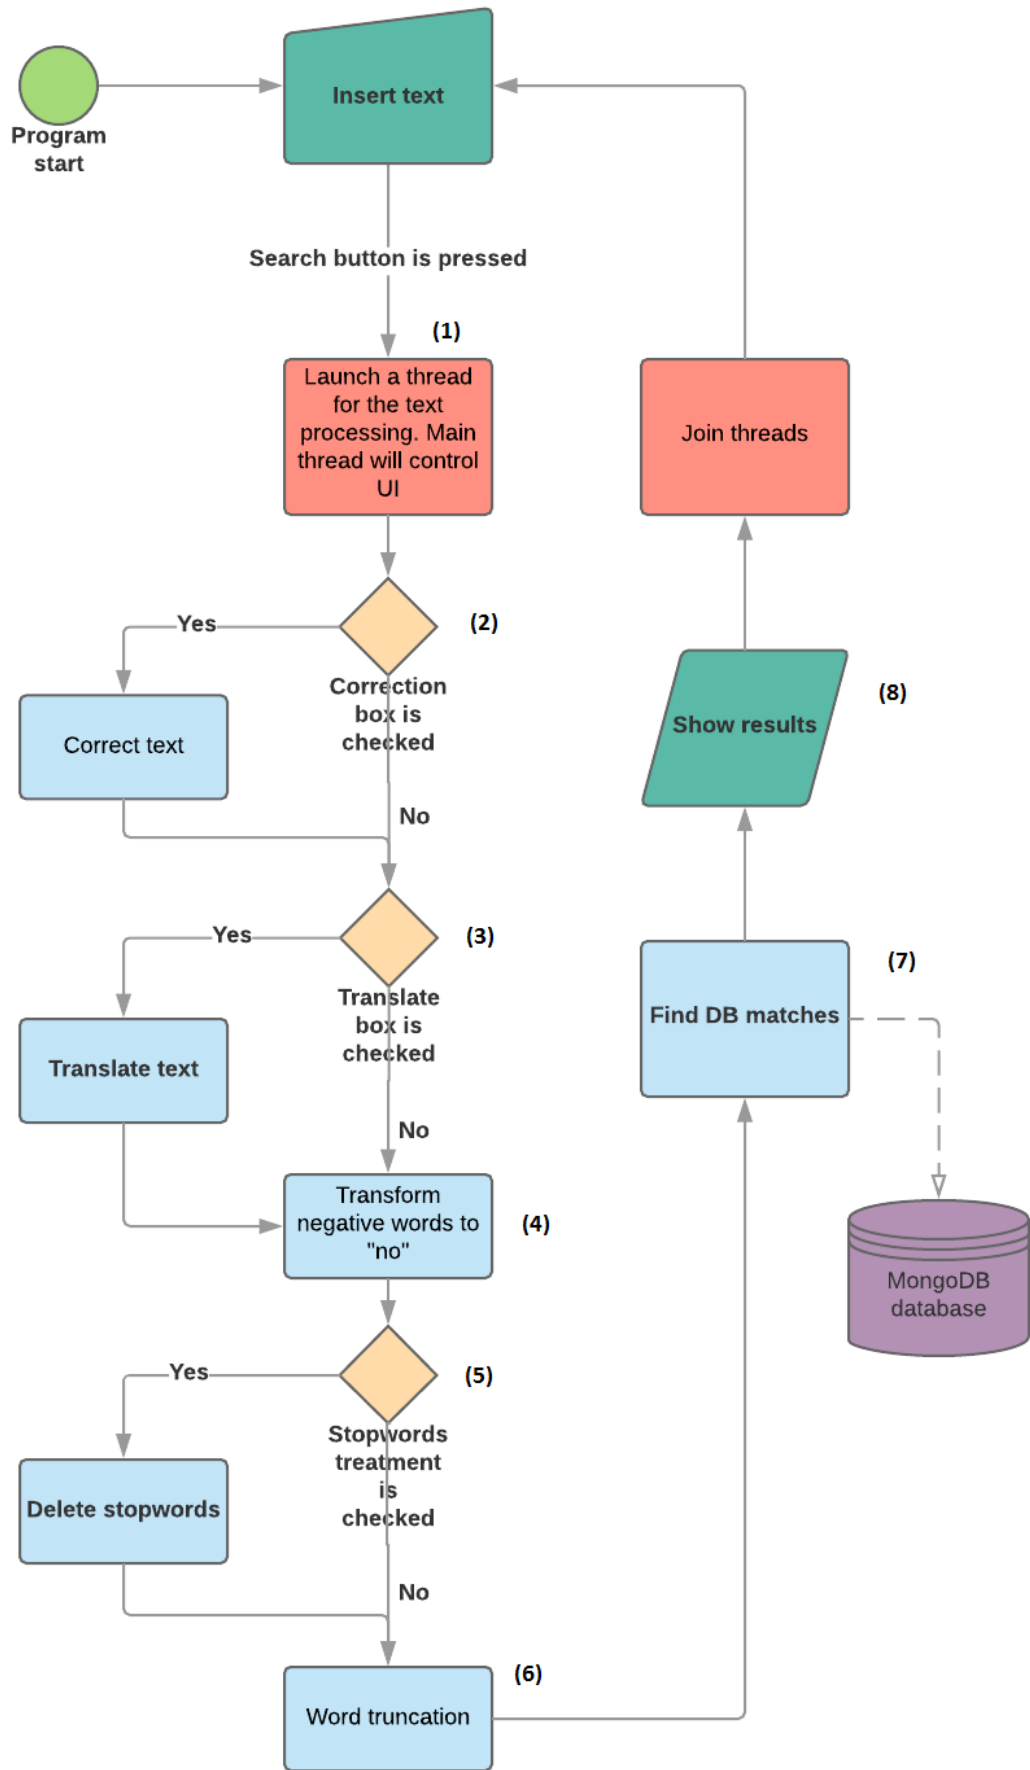 Insert text
Program
start
Search button is pressed
(1)
Launch a thread
for the text
processing. Main
thread will control
UI
Join threads
(2)
Yes
Correction
box is
checked
Correct text
No
Show results
(8)
(3)
Yes
Translate
box is
checked
Translate text
No
Find DB matches
(7)
Transform
negative words to
"no"
(4)
MongoDB
database
(5)
Yes
Stopwords
treatment
is
checked
Delete stopwords
No
(6)
Word truncation